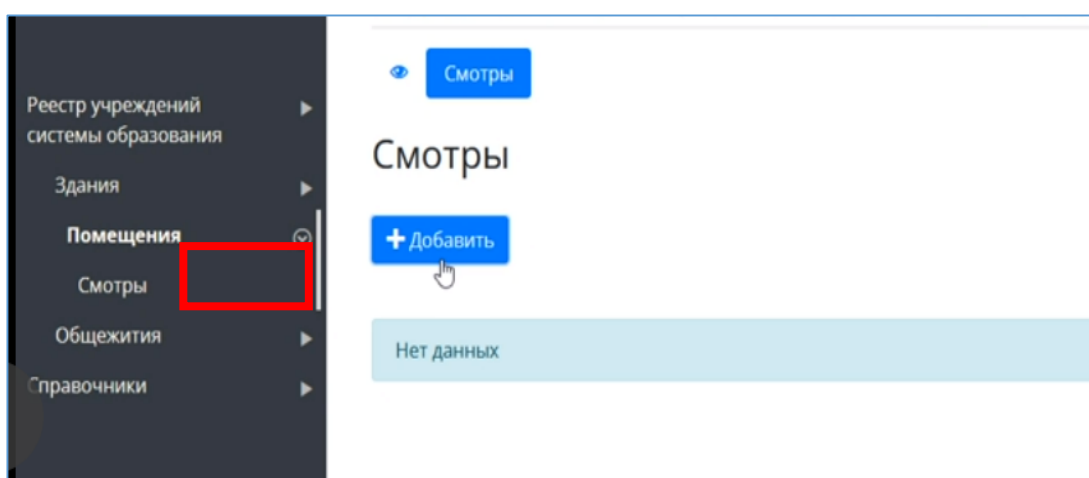 Реестр учреждений
системы образования
Здания
Помещения
Смотры
Общежития
Справочники
Смотры
Смотры
Добавить
Нет данных